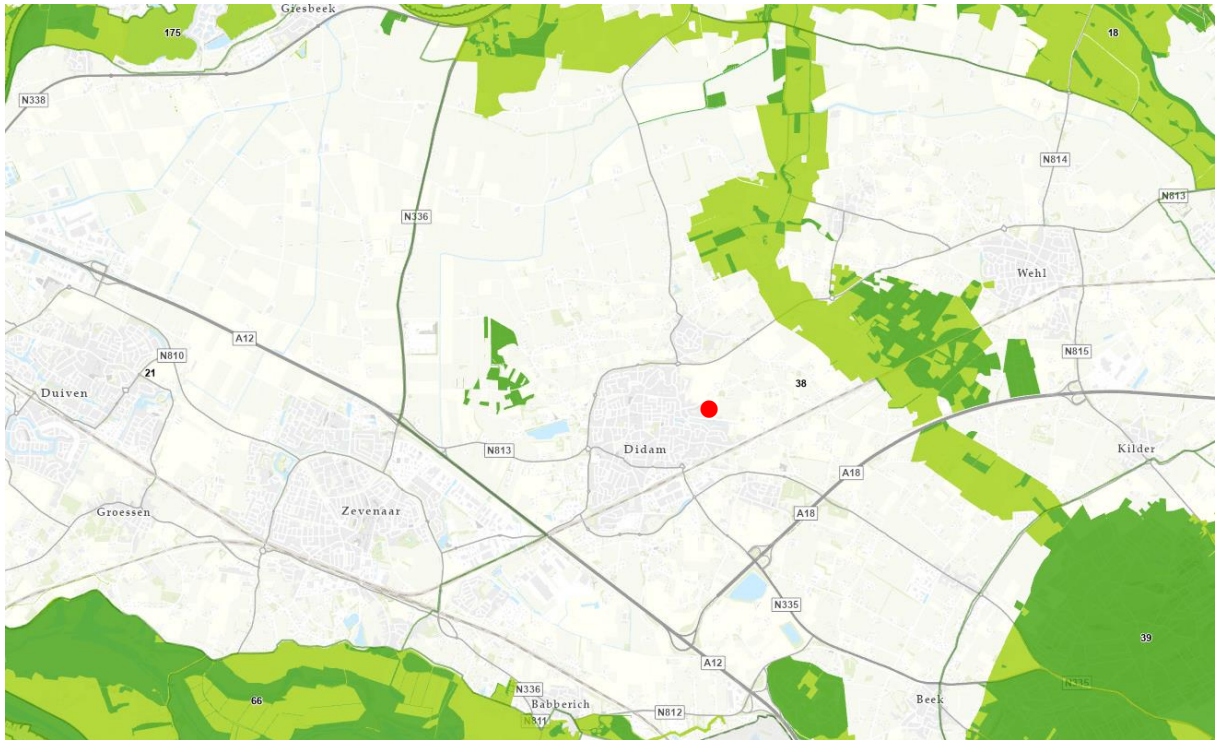 Giesbeek
175
18
N338
N814
N813
N336
Wehl
A12
N810
N815
21
38
Duiven
Didam
N813
Kilder
A18
Groessen
Zevenaar
A18
N335
39
A12
N335
N336
66
Babberich
Beek
N812
N811